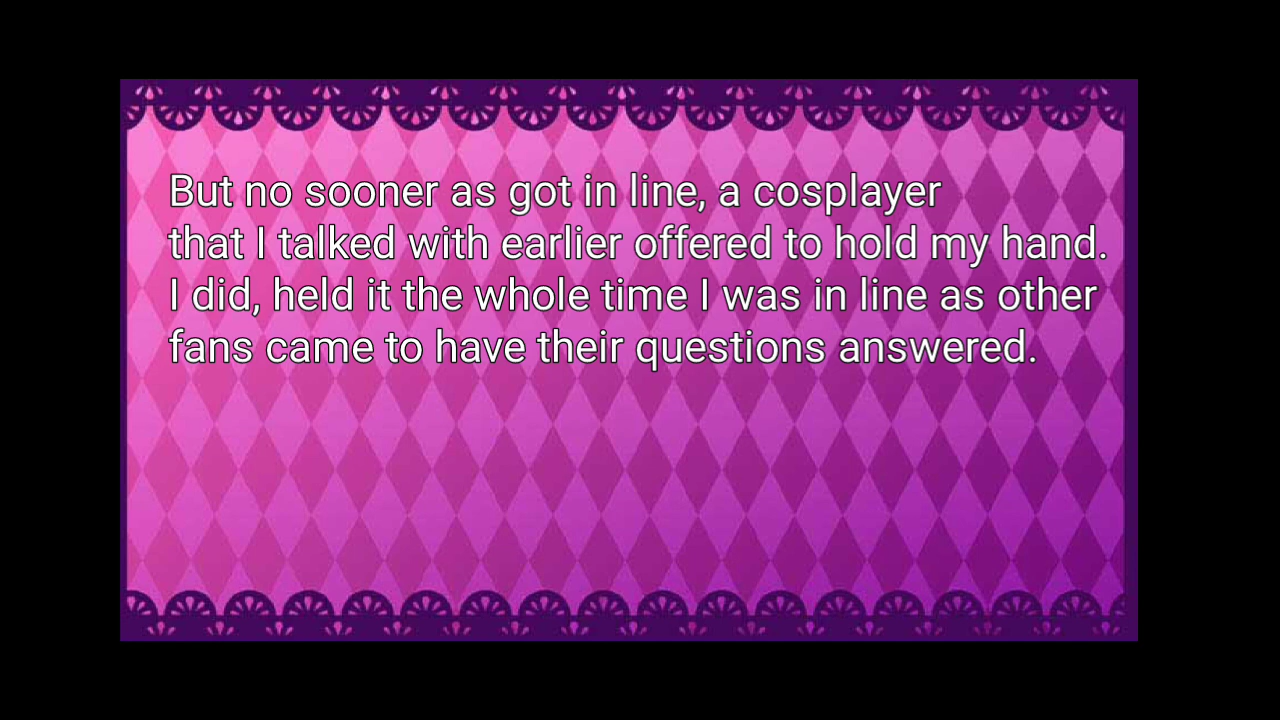 But no sooner as got in line, a cosplayer
that I talked with earlier offered to hold my hand.
I did, held it the whole time I was in line as other
fans came to have their questions answered.